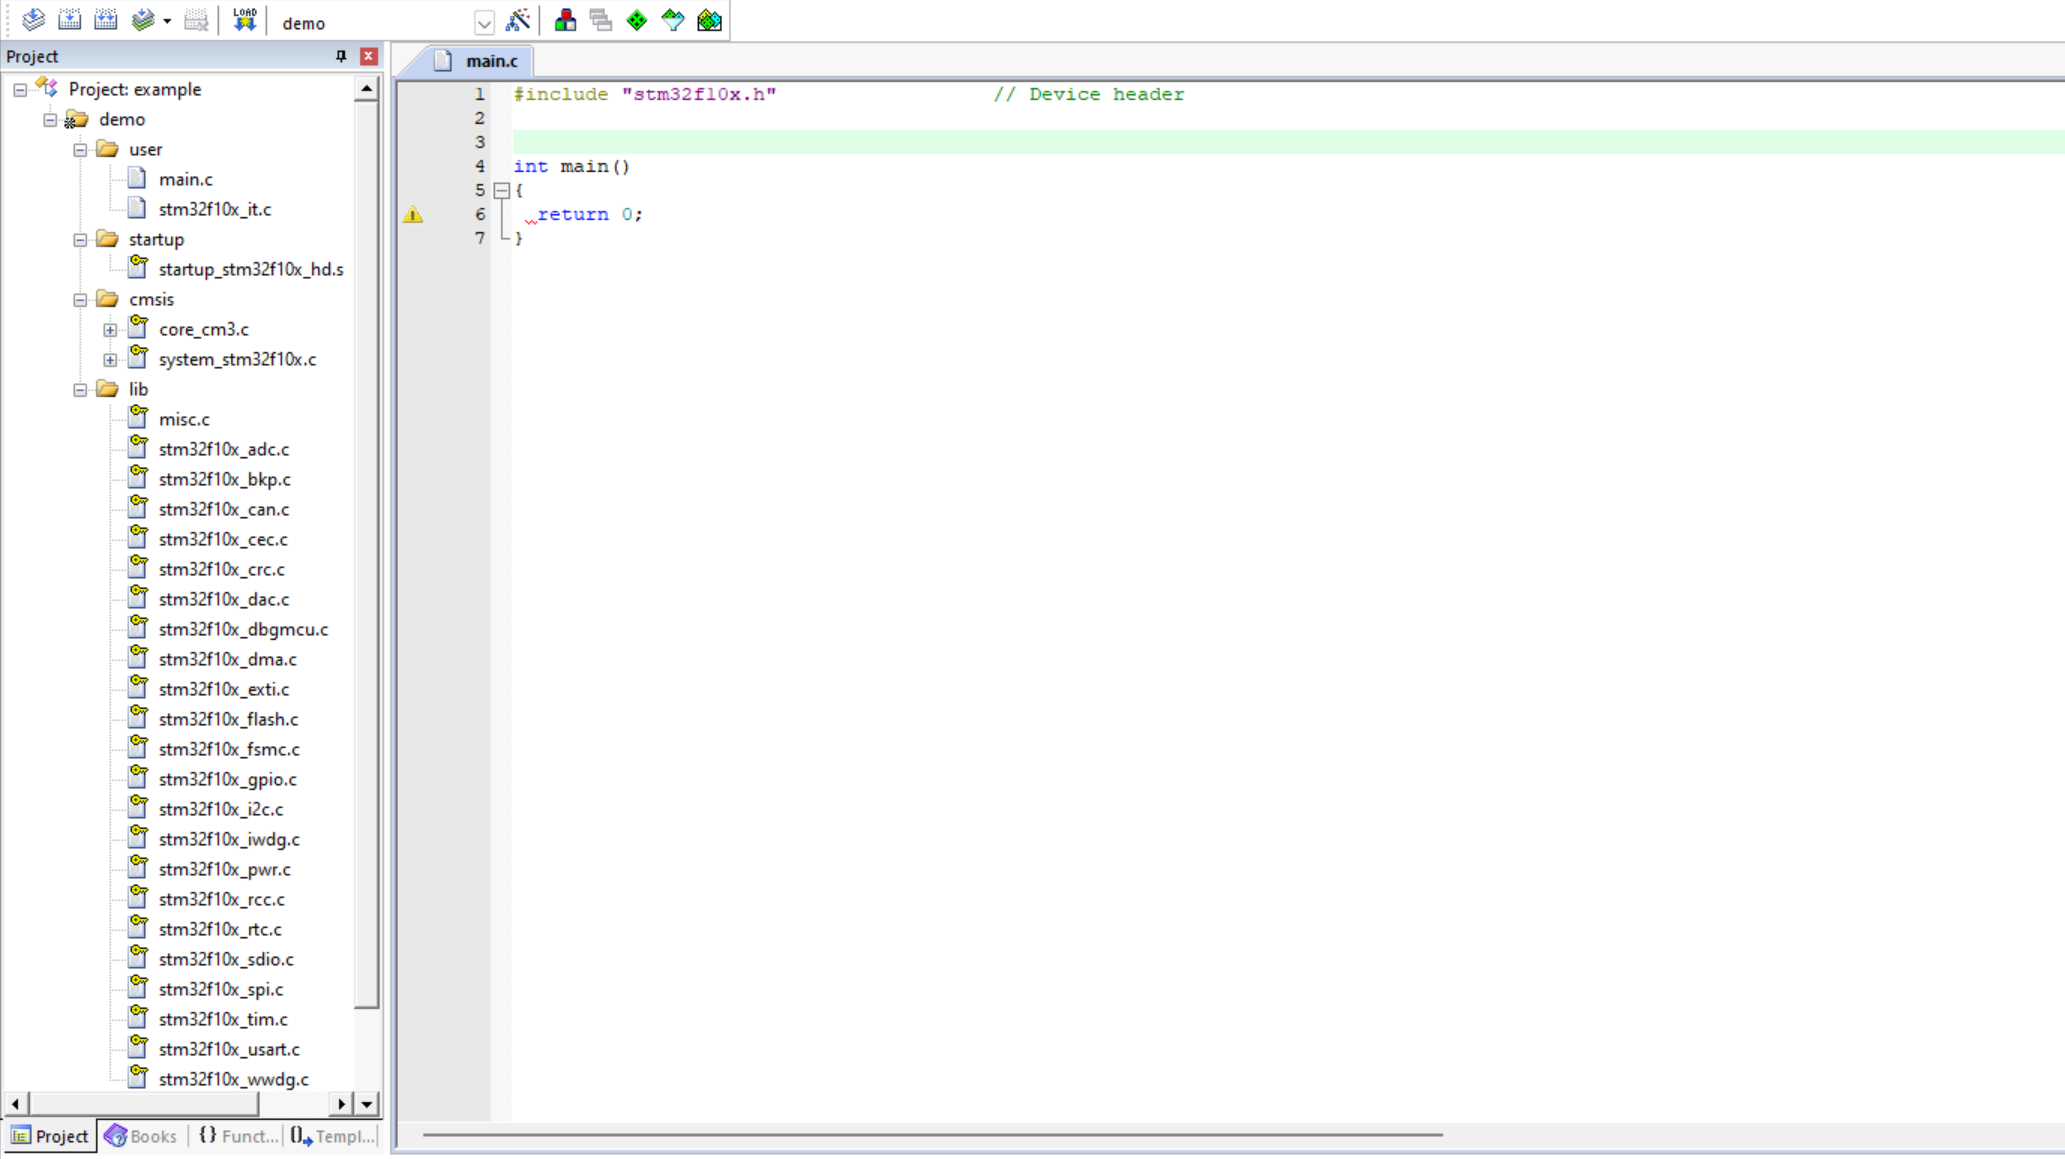 LOAD
demo
Project
Project: example
demo
user
main.c
stm32f10x_it.c
startup
startup_stm32f10x_hd.s
cmsis
core_cm3.c
system_stm32f10x.c
lib
misc.c
stm32f10x_adc.c
stm32f10x_bkp.c
stm32f10x_can.c
stm32f10x_cec.c
stm32f10x_crc.c
stm32f10x_dac.c
stm32f10x_dbgmcu.c
stm32f10x_dma.c
stm32f10x_exti.c
stm32f10x_flash.c
stm32f10x_fsmc.c
stm32f10x_gpio.c
stm32f10x_i2c.c
stm32f10x_iwdg.c
stm32f10x_pwr.c
stm32f10x_rcc.c
stm32f10x_rtc.c
stm32f10x_sdio.c
stm32f10x_spi.c
stm32f10x_tim.c
stm32f10x_usart.c
stm32f10x_wwdg.c
Project Books {} Funct... 0 Templ...
main.c
1 #include "stm32f10x.h" // Device header
2
3
4 int main()
5 {
6 return 0;
7 }